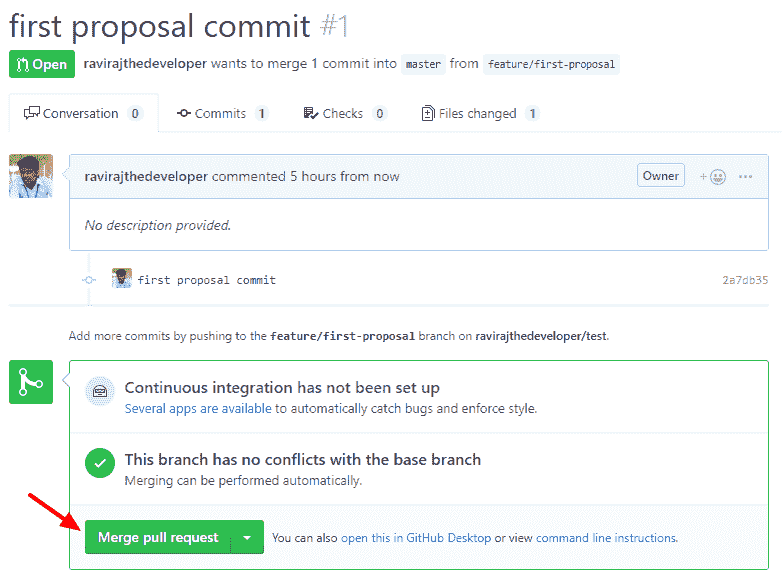 first proposal commit #1
Open ravirajthedeveloper wants to merge 1 commit into master from feature/first-proposal
Conversation 0 Commits 1 Checks 0 Files changed 1
ravirajthedeveloper commented 5 hours from now Owner
No description provided.
first proposal commit 2a7db35
Add more commits by pushing to the feature/first-proposal branch on ravirajthedeveloper/test.
Continuous integration has not been set up
Several apps are available to automatically catch bugs and enforce style.
This branch has no conflicts with the base branch
Merging can be performed automatically.
Merge pull request You can also open this in GitHub Desktop or view command line instructions.